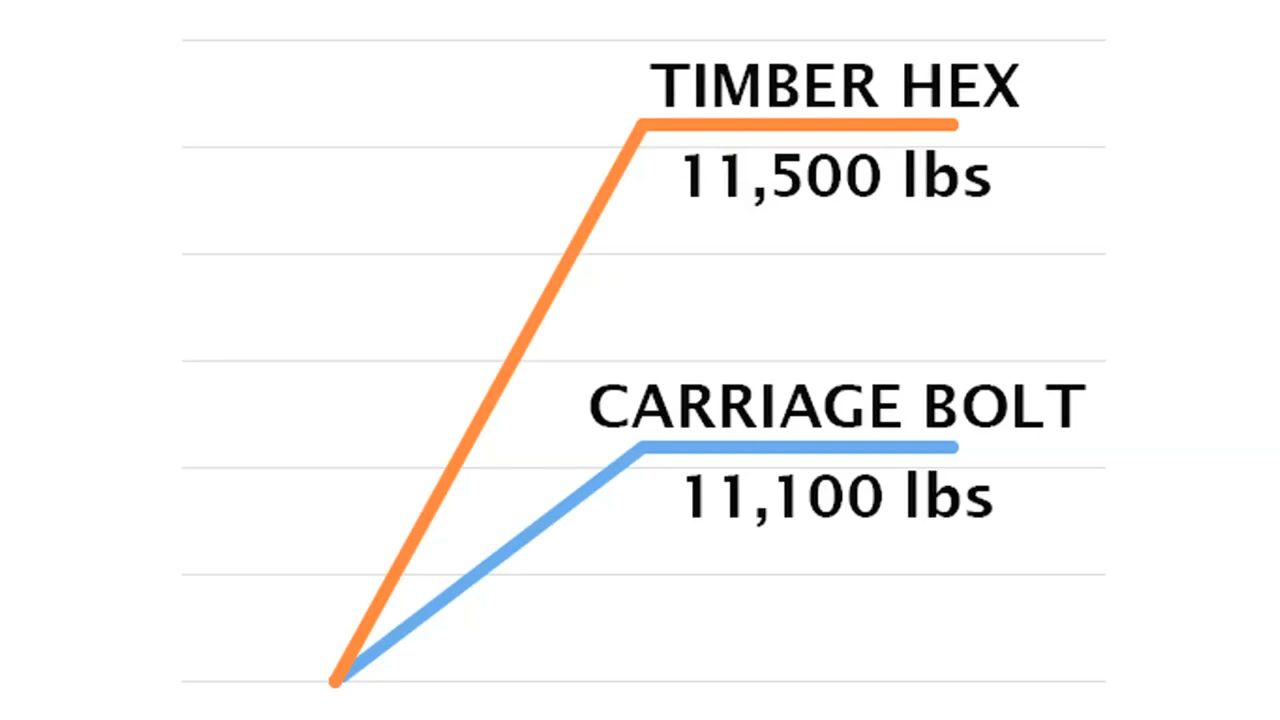 TIMBER HEX
11,500 lbs
CARRIAGE BOLT
11,100 lbs